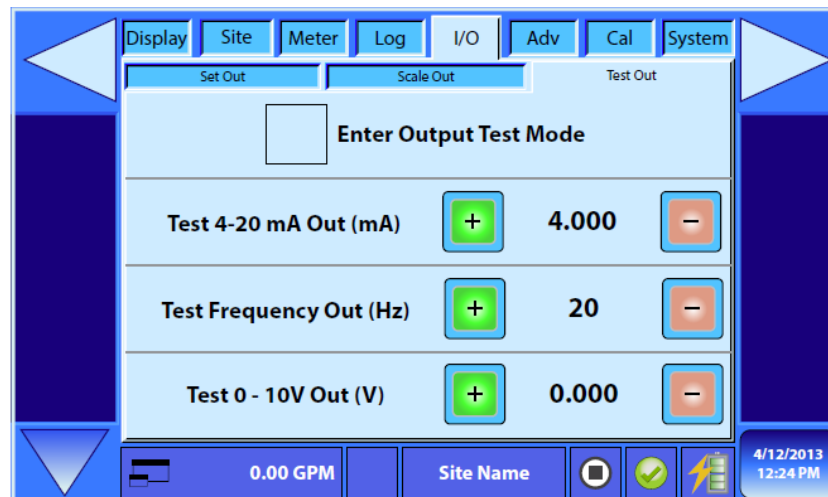 Display Site Meter Log I/O Adv Cal System
Set Out Scale Out Test Out
Enter Output Test Mode
Test 4-20 mA Out (mA) + 4.000 −
Test Frequency Out (Hz) + 20 −
Test 0 - 10V Out (V) + 0.000 −
0.00 GPM Site Name 4/12/2013
12:24 PM